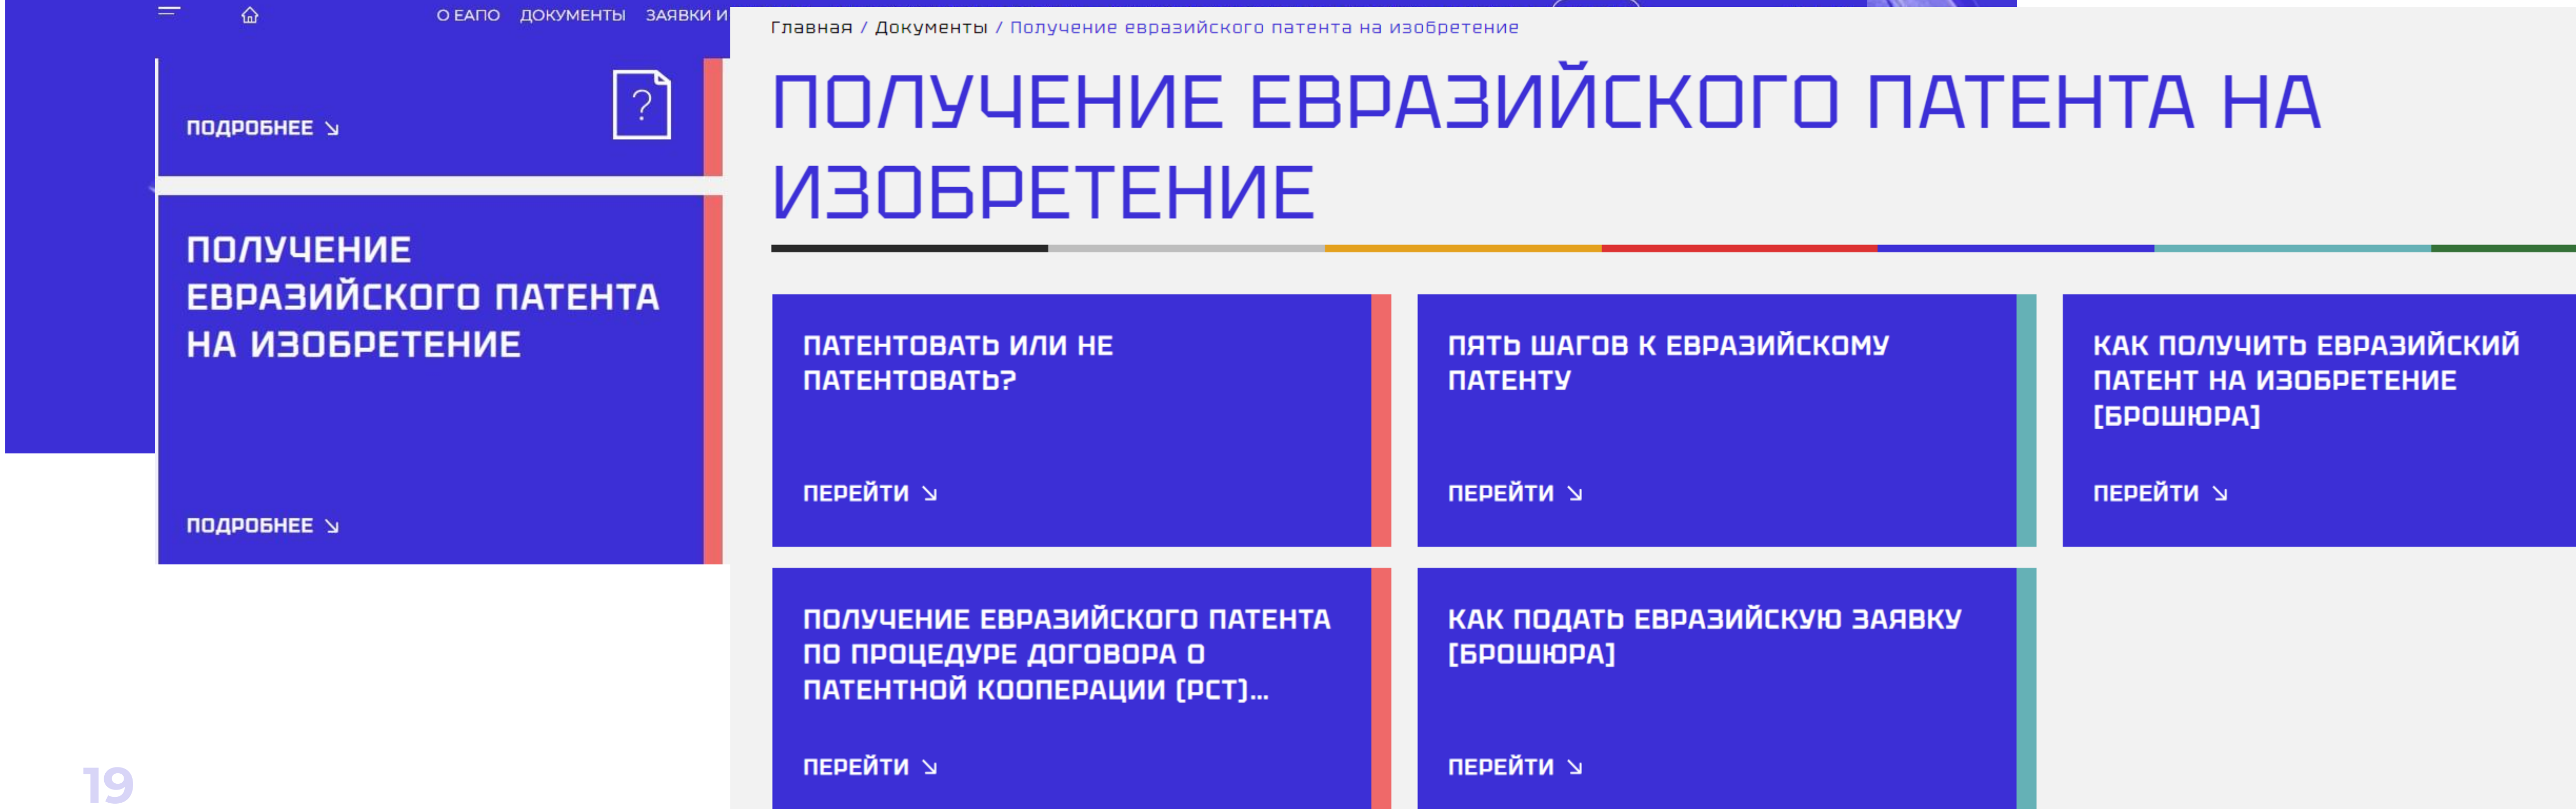 О ЕАПО ДОКУМЕНТЫ ЗАЯВКИ И
ПОДРОБНЕЕ
?
ПОЛУЧЕНИЕ
ЕВРАЗИЙСКОГО ПАТЕНТА
НА ИЗОБРЕТЕНИЕ
ПОДРОБНЕЕ
Главная / Документы / Получение евразийского патента на изобретение
ПОЛУЧЕНИЕ ЕВРАЗИЙСКОГО ПАТЕНТА НА
ИЗОБРЕТЕНИЕ
ПАТЕНТОВАТЬ ИЛИ НЕ
ПАТЕНТОВАТЬ?
ПЕРЕЙТИ
ПЯТЬ ШАГОВ К ЕВРАЗИЙСКОМУ
ПАТЕНТУ
ПЕРЕЙТИ
КАК ПОЛУЧИТЬ ЕВРАЗИЙСКИЙ
ПАТЕНТ НА ИЗОБРЕТЕНИЕ
[БРОШЮРА]
ПЕРЕЙТИ
ПОЛУЧЕНИЕ ЕВРАЗИЙСКОГО ПАТЕНТА
ПО ПРОЦЕДУРЕ ДОГОВОРА О
ПАТЕНТНОЙ КООПЕРАЦИИ (PCT)...
ПЕРЕЙТИ
КАК ПОДАТЬ ЕВРАЗИЙСКУЮ ЗАЯВКУ
[БРОШЮРА]
ПЕРЕЙТИ
19